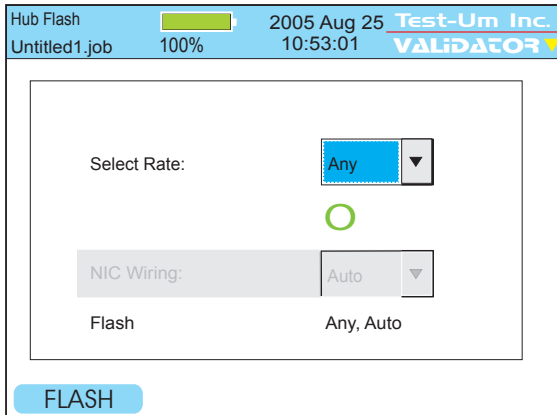 Hub Flash 2005 Aug 25 Test-Um Inc.
Untitled1.job 100% 10:53:01 VALiDATOR
Select Rate: Any
NIC Wiring: Auto
Flash Any, Auto
FLASH